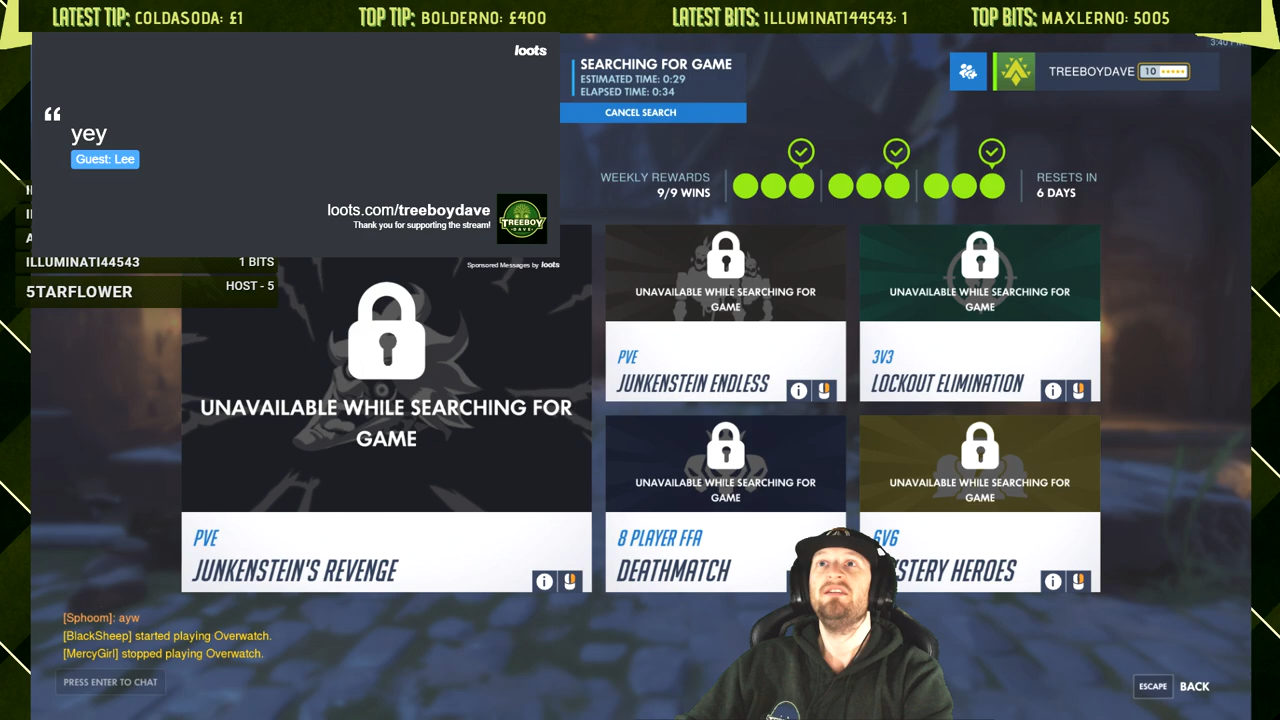 LATEST TIP: COLDASODA: £1
TOP TIP: BOLDERNO: £400
LATEST BITS: ILLUMINATI44543: 1
TOP BITS: MAXLERNO: 5005
loots
“
yey
Guest: Lee
loots.com/treeboydave
Thank you for supporting the stream!
TREEBOY
DAVE
Sponsored Messages by loots
ILLUMINATI44543 1 BITS
5TARFLOWER HOST - 5
SEARCHING FOR GAME
ESTIMATED TIME: 0:29
ELAPSED TIME: 0:34
CANCEL SEARCH
TREEBOYDAVE 10
WEEKLY REWARDS
9/9 WINS
RESETS IN
6 DAYS
UNAVAILABLE WHILE SEARCHING FOR
GAME
PVE
JUNKENSTEIN'S REVENGE
UNAVAILABLE WHILE SEARCHING FOR
GAME
PVE
JUNKENSTEIN ENDLESS
UNAVAILABLE WHILE SEARCHING FOR
GAME
3V3
LOCKOUT ELIMINATION
UNAVAILABLE WHILE SEARCHING FOR
GAME
8 PLAYER FFA
DEATHMATCH
UNAVAILABLE WHILE SEARCHING FOR
GAME
6V6
STERY HEROES
[Sphoom]: ayw
[BlackSheep] started playing Overwatch.
[MercyGirl] stopped playing Overwatch.
PRESS ENTER TO CHAT
ESCAPE BACK